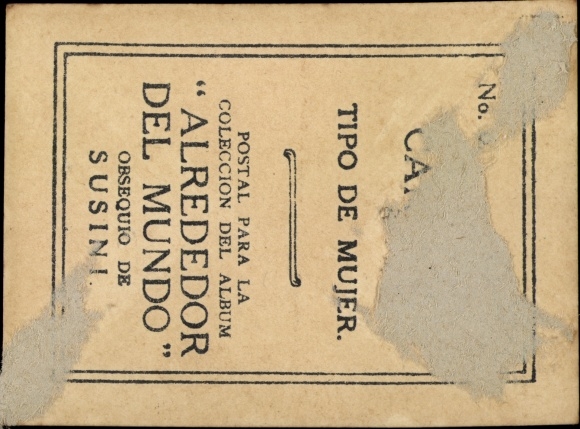 No.
CA
TIPO DE MUJER.
POSTAL PARA LA
COLECCION DEL ALBUM
“ ALREDEDOR
DEL MUNDO ”
OBSEQUIO DE
SUSINI.